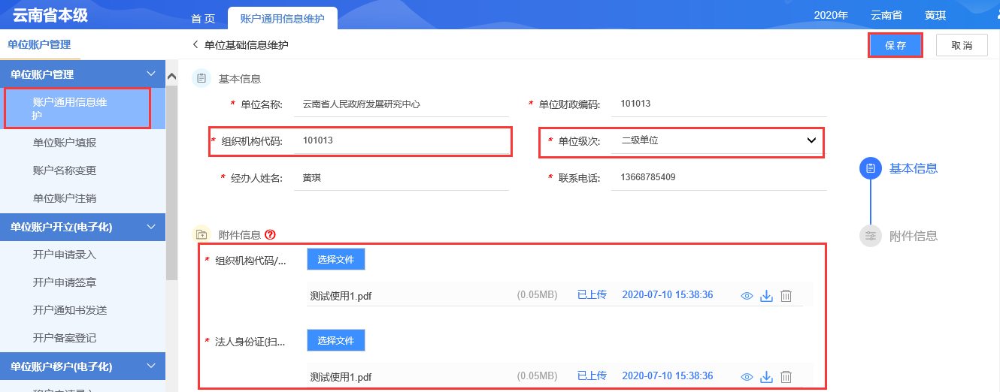 云南省本级
首 页
账户通用信息维护
2020年
云南省
黄琪
单位账户管理
单位基础信息维护
保 存
取 消
单位账户管理
账户通用信息维
护
单位账户填报
账户名称变更
单位账户注销
单位账户开立(电子化)
开户申请录入
开户申请签章
开户通知书发送
开户备案登记
单位账户移户(电子化)
基本信息
* 单位名称: 云南省人民政府发展研究中心
* 单位财政编码: 101013
* 组织机构代码: 101013
* 单位级次: 二级单位
* 经办人姓名: 黄琪
* 联系电话: 13668785409
附件信息 ?
* 组织机构代码/... 选择文件
测试使用1.pdf (0.05MB) 已上传 2020-07-10 15:38:36
* 法人身份证(扫... 选择文件
测试使用1.pdf (0.05MB) 已上传 2020-07-10 15:38:36
基本信息
附件信息